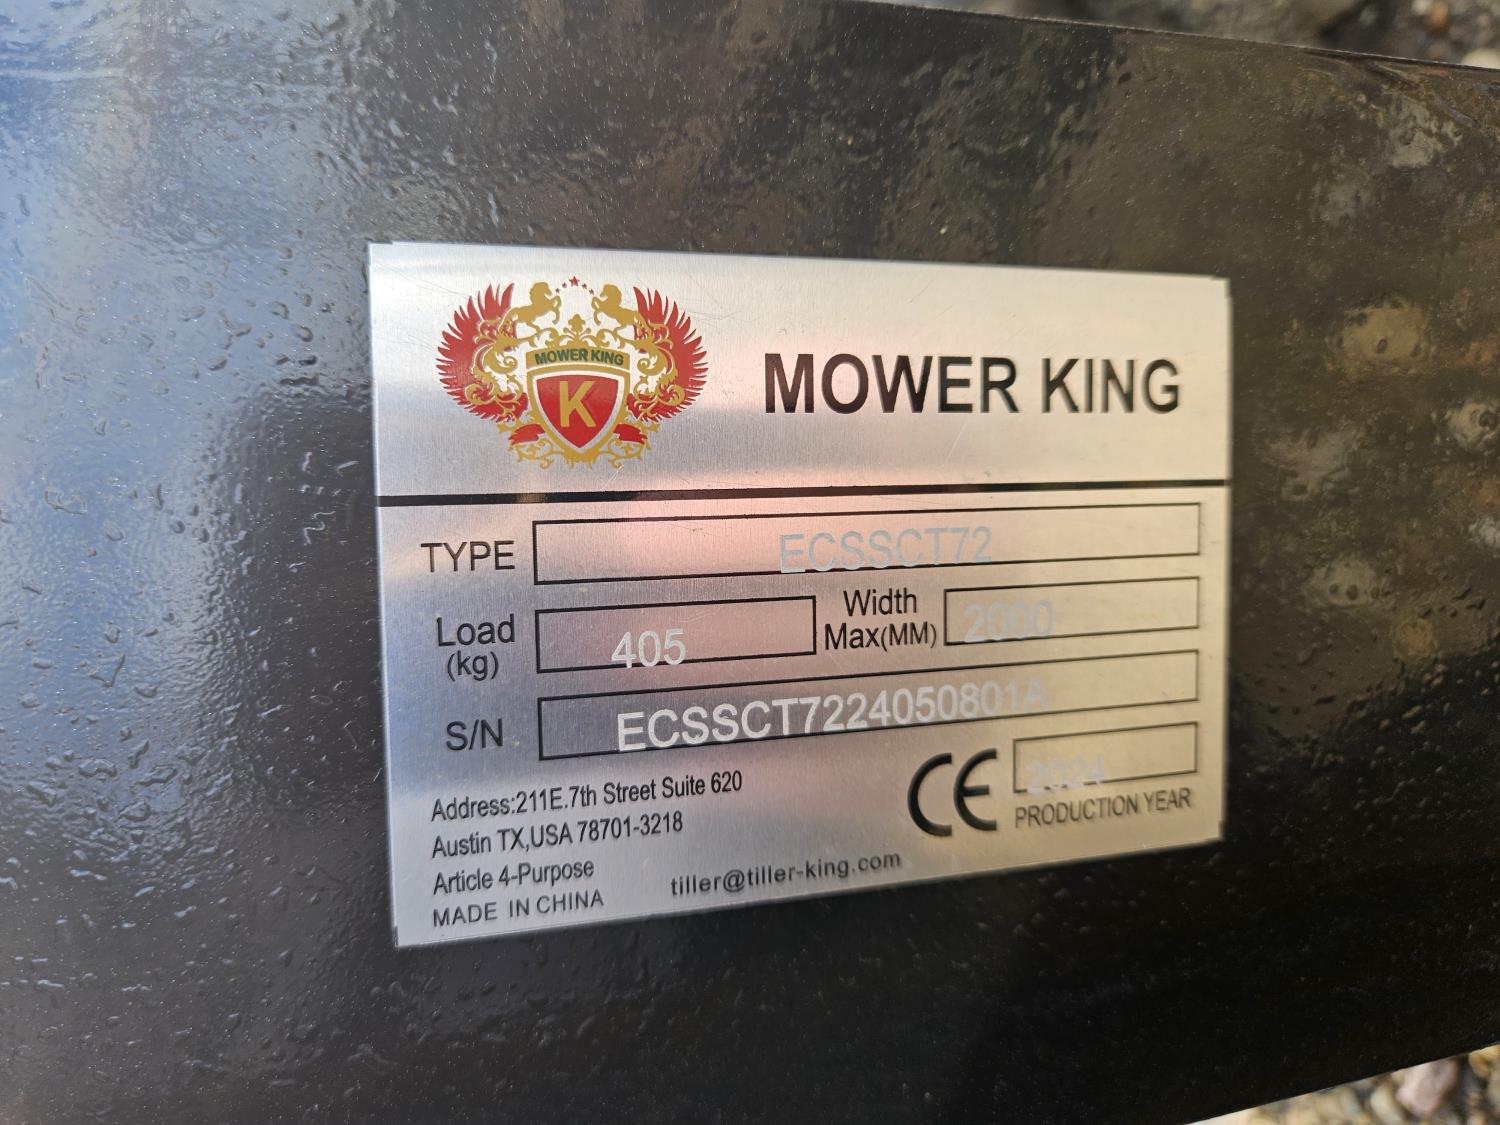 MOWER KING
K
MOWER KING
TYPE ECSSCT72
Load (kg) 405 Width Max(MM) 2000
S/N ECSSCT7224050801A
Address:211E.7th Street Suite 620
Austin TX,USA 78701-3218
Article 4-Purpose
MADE IN CHINA
tiller@tiller-king.com
CE
2024
PRODUCTION YEAR